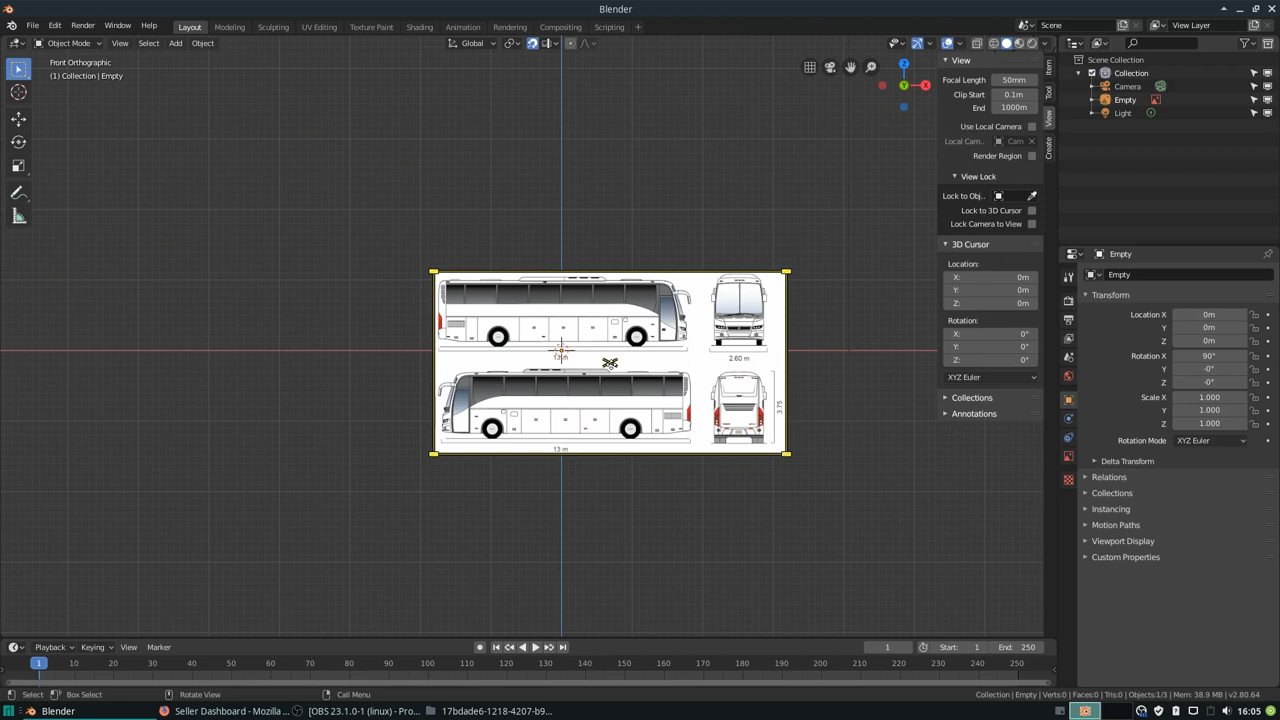 Blender
File Edit Render Window Help
Layout Modeling Sculpting UV Editing Texture Paint Shading Animation Rendering Compositing Scripting +
Scene
View Layer
Object Mode View Select Add Object
Global
Front Orthographic
(1) Collection | Empty
Z
Y
X
View
Focal Length 50mm
Clip Start 0.1m
End 1000m
Use Local Camera
Local Cam.. Cam
Render Region
View Lock
Lock to Obj..
Lock to 3D Cursor
Lock Camera to View
3D Cursor
Location:
X: 0m
Y: 0m
Z: 0m
Rotation:
X: 0°
Y: 0°
Z: 0°
XYZ Euler
Collections
Annotations
Item
Tool
View
Create
Scene Collection
Collection
Camera
Empty
Light
Empty
Empty
Transform
Location X 0m
Y 0m
Z 0m
Rotation X 90°
Y -0°
Z -0°
Scale X 1.000
Y 1.000
Z 1.000
Rotation Mode XYZ Euler
Delta Transform
Relations
Collections
Instancing
Motion Paths
Viewport Display
Custom Properties
2.60 m
3.75
13 m
Playback Keying View Marker
1 Start: 1 End: 250
1 10 20 30 40 50 60 70 80 90 100 110 120 130 140 150 160 170 180 190 200 210 220 230 240 250
Select Box Select Rotate View Call Menu
Collection | Empty | Verts:0 | Faces:0 | Tris:0 | Objects:1/3 | Mem: 38.9 MB | v2.80.64
Blender Seller Dashboard - Mozilla ... [OBS 23.1.0-1 (linux) - Pro... 17bdade6-1218-4207-b9...
16:05